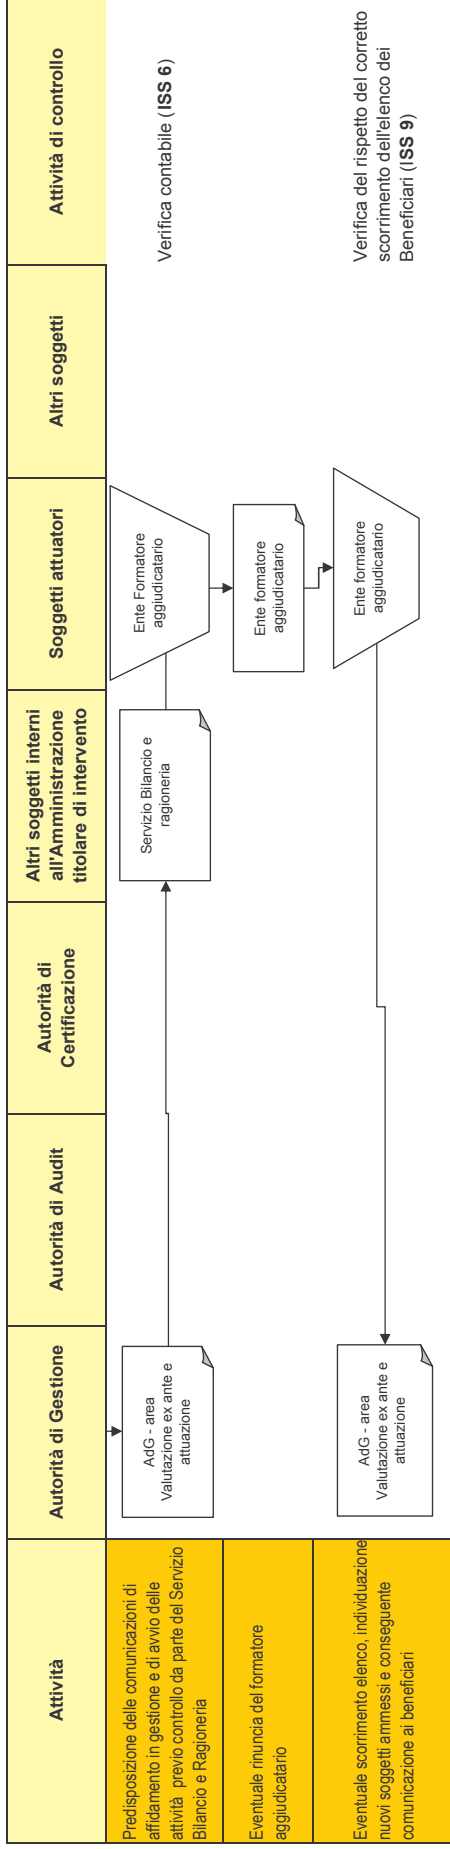 Attività
Autorità di Gestione
Autorità di Audit
Autorità di
Certificazione
Altri soggetti interni
all'Amministrazione
titolare di intervento
Soggetti attuatori
Altri soggetti
Attività di controllo
Predisposizione delle comunicazioni di
affidamento in gestione e di avvio delle
attività previo controllo da parte del Servizio
Bilancio e Ragioneria
AdG - area
Valutazione ex ante e
attuazione
Servizio Bilancio e
ragioneria
Ente Formatore
aggiudicatario
Verifica contabile (ISS 6)
Eventuale rinuncia del formatore
aggiudicatario
Ente formatore
aggiudicatario
Eventuale scorrimento elenco, individuazione
nuovi soggetti ammessi e conseguente
comunicazione ai beneficiari
AdG - area
Valutazione ex ante e
attuazione
Ente formatore
aggiudicatario
Verifica del rispetto del corretto
scorrimento dell'elenco dei
Beneficiari (ISS 9)